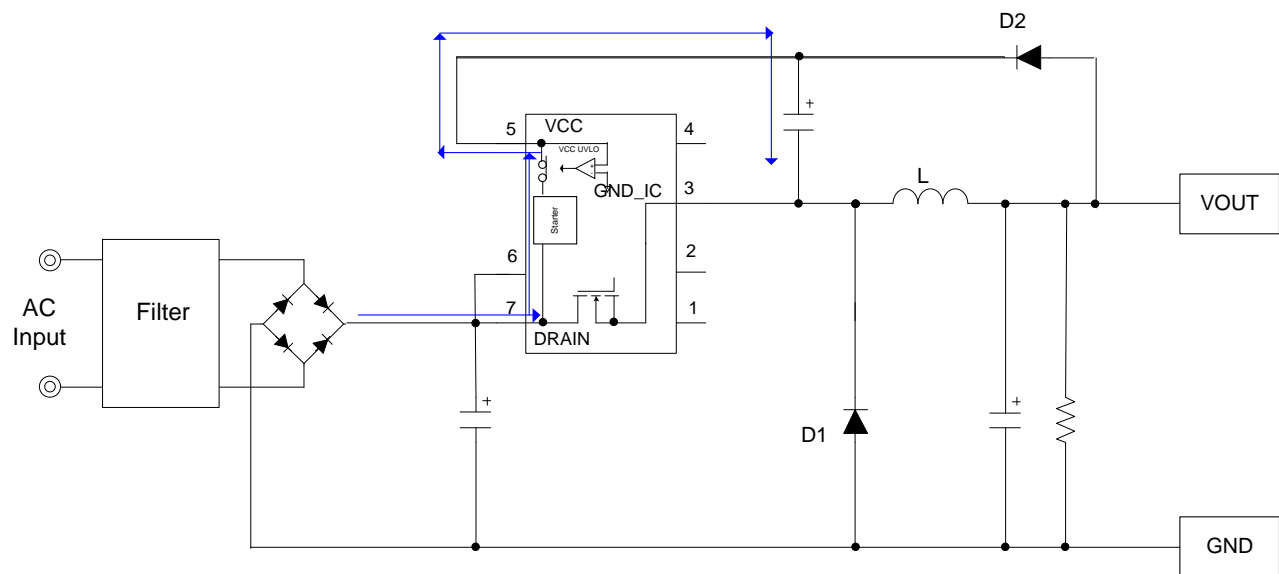 D2
+
5
VCC
4
VCC UVLO
+
-
GND_IC
3
L
VOUT
Starter
6
2
AC
Input
Filter
7
1
DRAIN
+
+
D1
GND